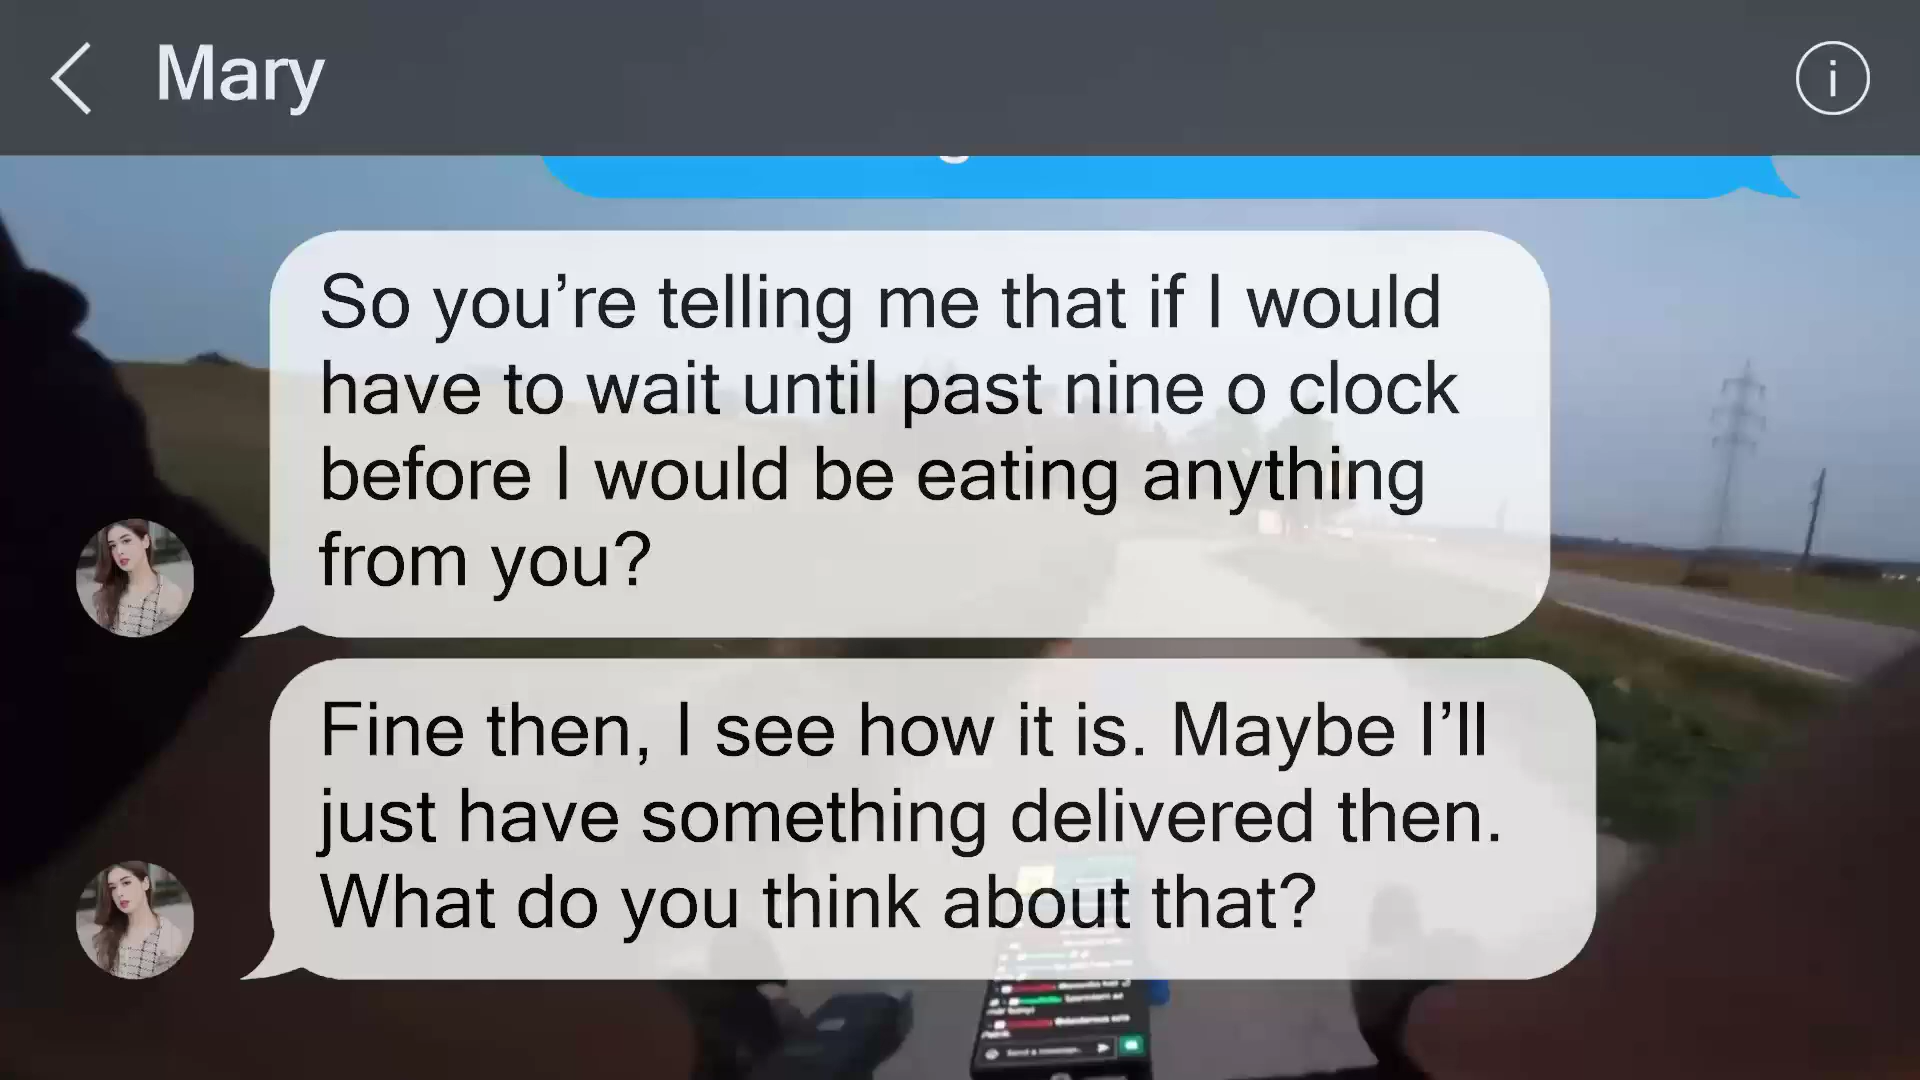 Mary
So you’re telling me that if I would
have to wait until past nine o clock
before I would be eating anything
from you?
Fine then, I see how it is. Maybe I’ll
just have something delivered then.
What do you think about that?
Send a message...